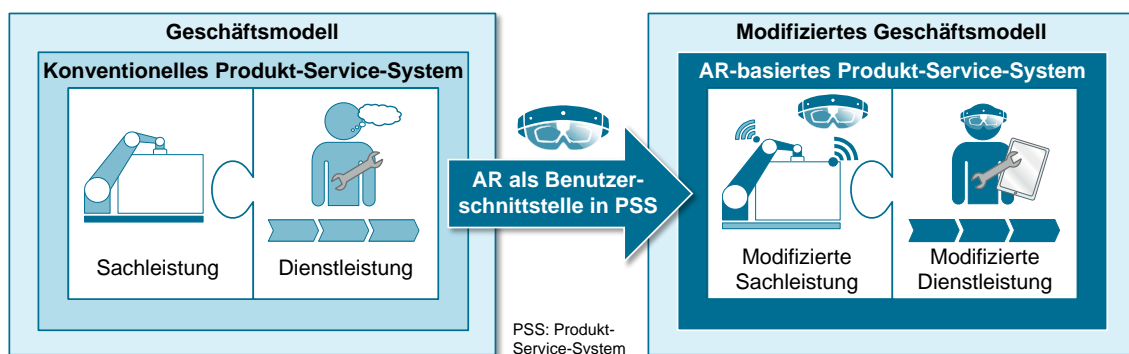 Geschäftsmodell
Konventionelles Produkt-Service-System
Sachleistung
Dienstleistung
AR als Benutzer-
schnittstelle in PSS
PSS: Produkt-
Service-System
Modifiziertes Geschäftsmodell
AR-basiertes Produkt-Service-System
Modifizierte
Sachleistung
Modifizierte
Dienstleistung